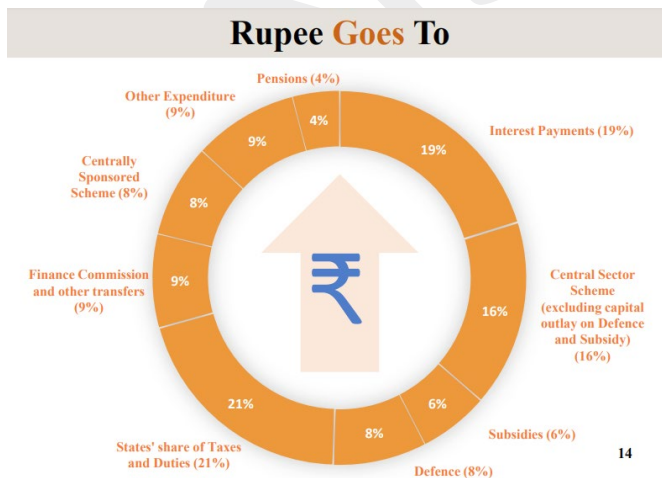 Rupee Goes To
Pensions (4%)
Other Expenditure
(9%)
4%
9%
Interest Payments (19%)
19%
Centrally
Sponsored
Scheme (8%)
8%
Finance Commission
and other transfers
(9%)
9%
₹
16%
Central Sector
Scheme
(excluding capital
outlay on Defence
and Subsidy)
(16%)
21%
6%
8%
States' share of Taxes
and Duties (21%)
Subsidies (6%)
Defence (8%)
14